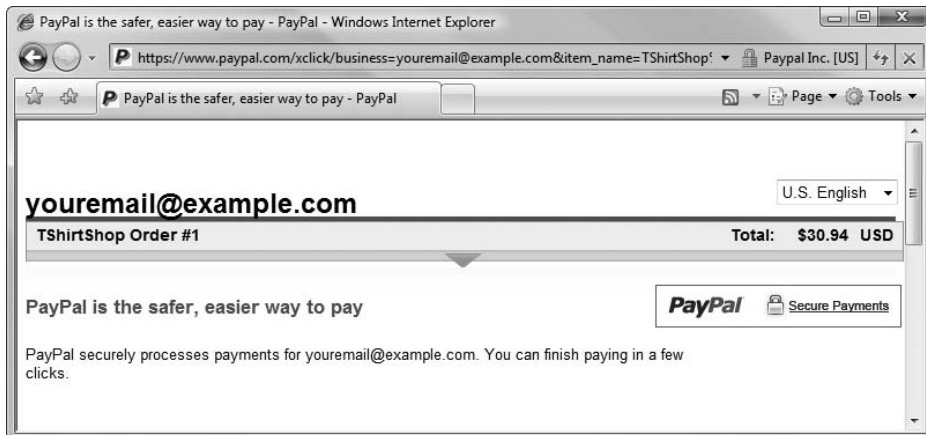 PayPal is the safer, easier way to pay - PayPal - Windows Internet Explorer
P https://www.paypal.com/xclick/business=youremail@example.com&item_name=TShirtShop Paypal Inc. [US]
P PayPal is the safer, easier way to pay - PayPal Page Tools
U.S. English
youremail@example.com
TShirtShop Order #1 Total: $30.94 USD
PayPal is the safer, easier way to pay PayPal Secure Payments
PayPal securely processes payments for youremail@example.com. You can finish paying in a few
clicks.